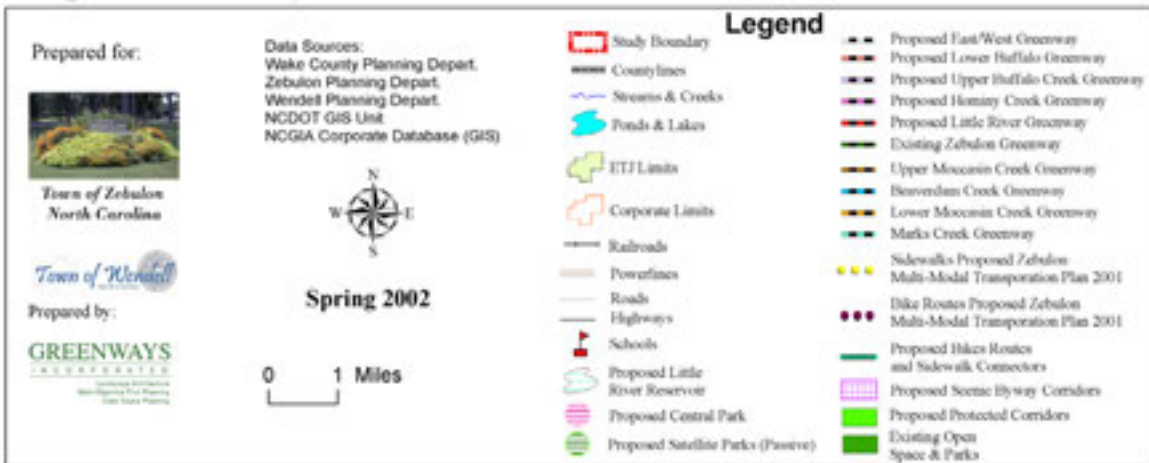 Legend
Prepared for:
Town of Zebulon
North Carolina
Town of Wendell
Prepared by:
GREENWAYS
INCORPORATED
Data Sources:
Wake County Planning Depart.
Zebulon Planning Depart.
Wendell Planning Depart.
NCDOT GIS Unit
NCGIA Corporate Database (GIS)
N
W E
S
Spring 2002
0 1 Miles
Study Boundary
Countylines
Streams & Creeks
Ponds & Lakes
ETJ Limits
Corporate Limits
Railroads
Powerlines
Roads
Highways
Schools
Proposed Little
River Reservoir
Proposed Central Park
Proposed Satellite Parks (Passive)
Proposed East/West Greenway
Proposed Lower Buffalo Greenway
Proposed Upper Buffalo Creek Greenway
Proposed Hominy Creek Greenway
Proposed Little River Greenway
Existing Zebulon Greenway
Upper Moccasin Creek Greenway
Beaverdam Creek Greenway
Lower Moccasin Creek Greenway
Marks Creek Greenway
Sidewalks Proposed Zebulon
Multi-Modal Transporation Plan 2001
Bike Routes Proposed Zebulon
Multi-Modal Transporation Plan 2001
Proposed Bikes Routes
and Sidewalk Connectors
Proposed Scenic Byway Corridors
Proposed Protected Corridors
Existing Open
Space & Parks